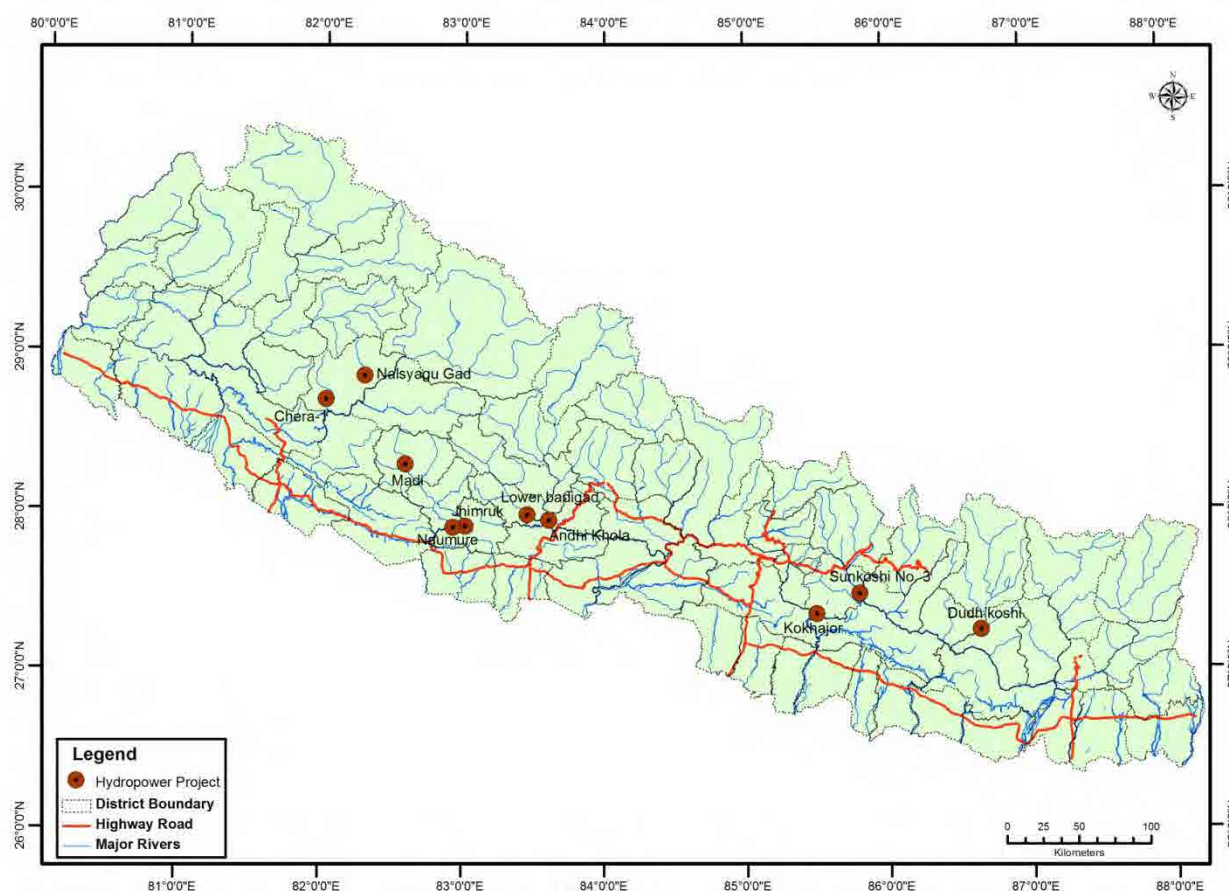 80°0'0"E 81°0'0"E 82°0'0"E 83°0'0"E 84°0'0"E 85°0'0"E 86°0'0"E 87°0'0"E 88°0'0"E
N
W E
S
30°0'0"N
29°0'0"N
28°0'0"N
27°0'0"N
26°0'0"N
Nalsyagu Gad
Chera-1
Madi
Lower badigad
Jhimruk
Naumure
Andhi Khola
Sunkoshi No. 3
Kokhajor
Dudh koshi
Legend
Hydropower Project
District Boundary
Highway Road
Major Rivers
0 25 50 100
Kilometers
81°0'0"E 82°0'0"E 83°0'0"E 84°0'0"E 85°0'0"E 86°0'0"E 87°0'0"E 88°0'0"E